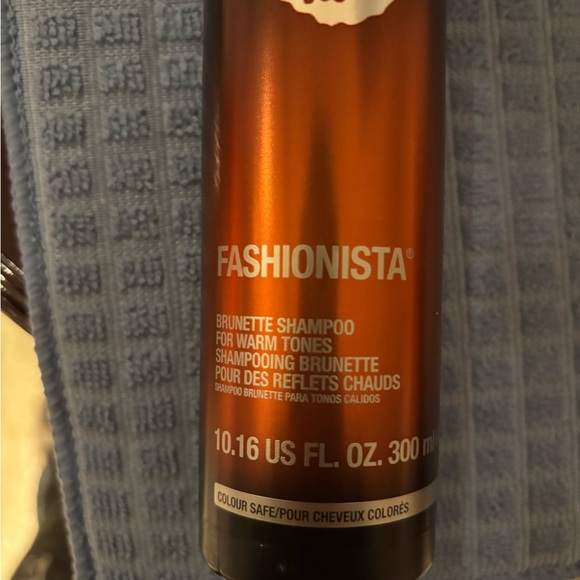 FASHIONISTA®
BRUNETTE SHAMPOO
FOR WARM TONES
SHAMPOOING BRUNETTE
POUR DES REFLETS CHAUDS
SHAMPOO BRUNETTE PARA TONOS CÁLIDOS
10.16 US FL. OZ. 300 ml
COLOUR SAFE/POUR CHEVEUX COLORÉS